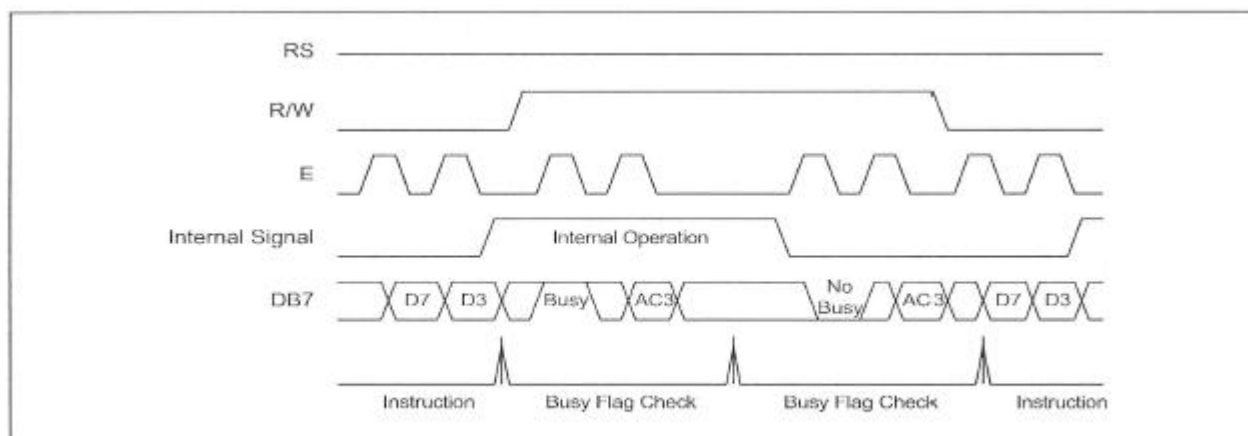 RS
R/W
E
Internal Signal
Internal Operation
DB7
D7
D3
Busy
AC3
No
Busy
AC3
D7
D3
Instruction
Busy Flag Check
Busy Flag Check
Instruction